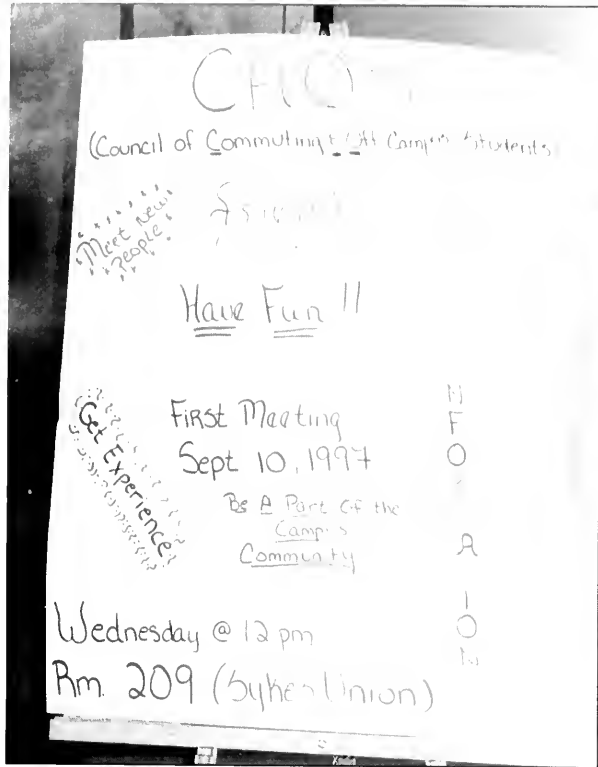 (Council of Commuting & Off Campus Students
Meet New
People
Have Fun !!
Get Experience
First Meeting
Sept 10, 1997
Be A Part Of the
Campus
Community
Wednesday @ 12 pm
Rm. 209 (Sykes Union)